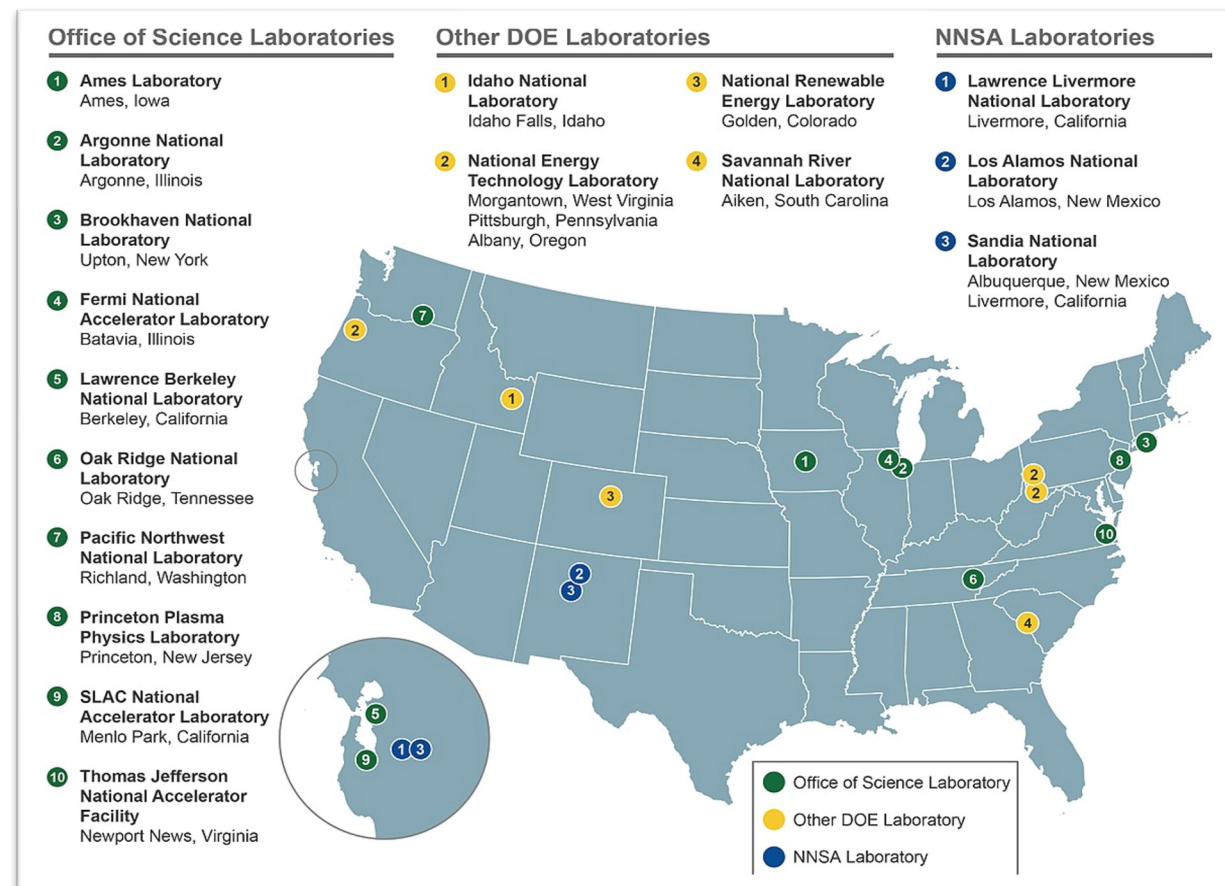 Office of Science Laboratories
1 Ames Laboratory
Ames, Iowa
2 Argonne National
Laboratory
Argonne, Illinois
3 Brookhaven National
Laboratory
Upton, New York
4 Fermi National
Accelerator Laboratory
Batavia, Illinois
5 Lawrence Berkeley
National Laboratory
Berkeley, California
6 Oak Ridge National
Laboratory
Oak Ridge, Tennessee
7 Pacific Northwest
National Laboratory
Richland, Washington
8 Princeton Plasma
Physics Laboratory
Princeton, New Jersey
9 SLAC National
Accelerator Laboratory
Menlo Park, California
10 Thomas Jefferson
National Accelerator
Facility
Newport News, Virginia
Other DOE Laboratories
1 Idaho National
Laboratory
Idaho Falls, Idaho
2 National Energy
Technology Laboratory
Morgantown, West Virginia
Pittsburgh, Pennsylvania
Albany, Oregon
3 National Renewable
Energy Laboratory
Golden, Colorado
4 Savannah River
National Laboratory
Aiken, South Carolina
NNSA Laboratories
1 Lawrence Livermore
National Laboratory
Livermore, California
2 Los Alamos National
Laboratory
Los Alamos, New Mexico
3 Sandia National
Laboratory
Albuquerque, New Mexico
Livermore, California
7
2
1
3
2
3
1
4
2
2
2
8
3
10
6
4
5
9
1
3
Office of Science Laboratory
Other DOE Laboratory
NNSA Laboratory